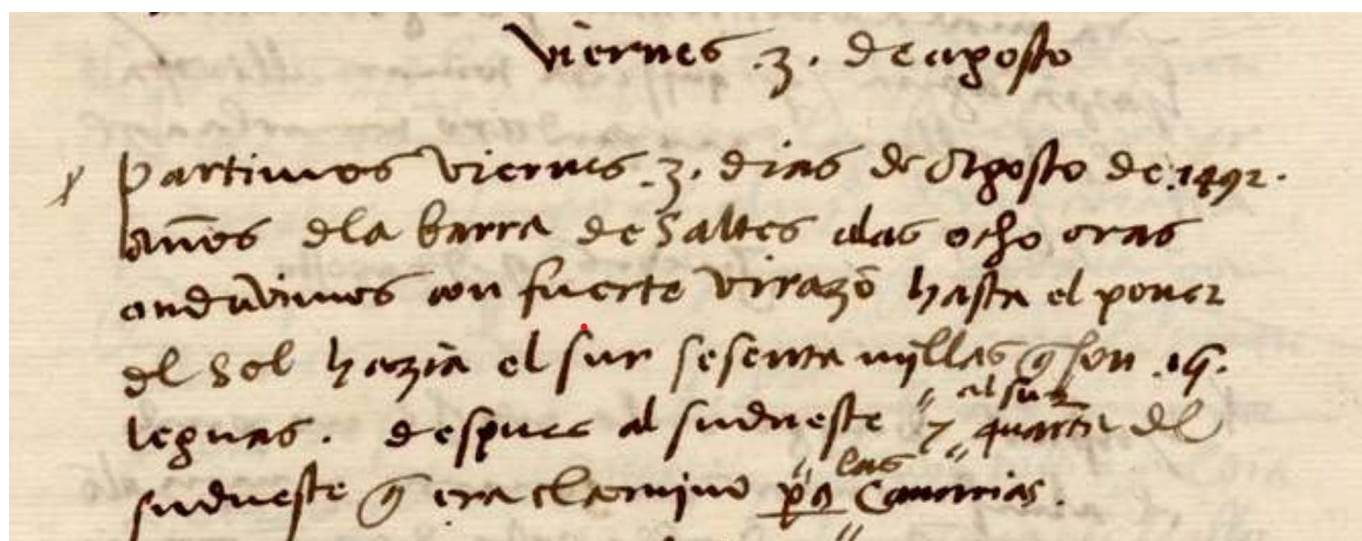 viernes .3. de agosto
partimos viernes .3. dias de Agosto de .1492.
años dla barra de Saltes alas ocho oras
anduvimos con fuerte virazō hasta el poner
del Sol hazia el sur sesenta millas q̃ son .15.
leguas. despues al sudueste " y " al sur quarta del
sudueste q̃ era el camino " pa " las Canarias.